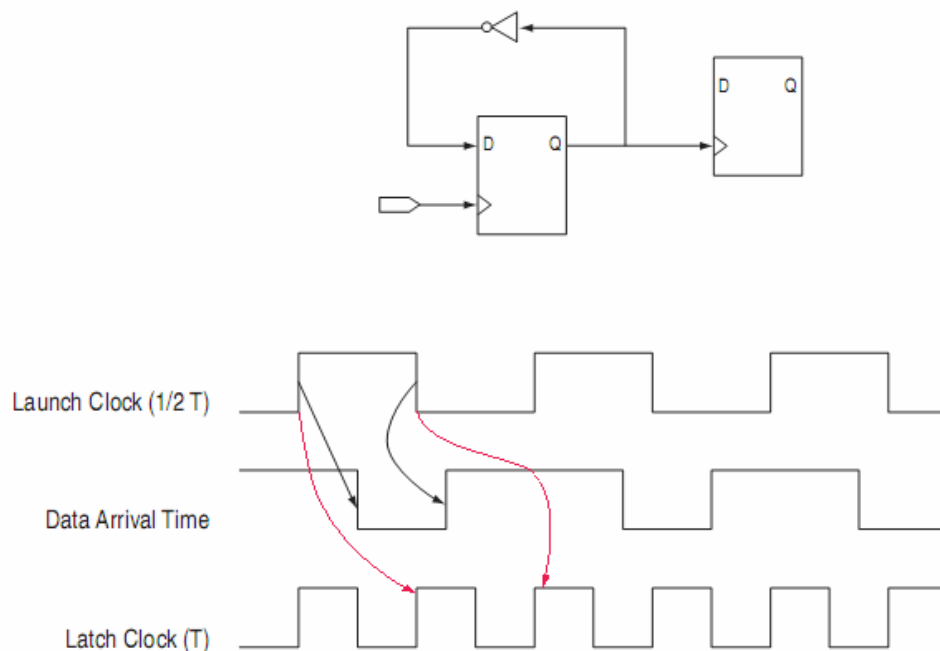 D Q
D Q
Launch Clock (1/2 T)
Data Arrival Time
Latch Clock (T)